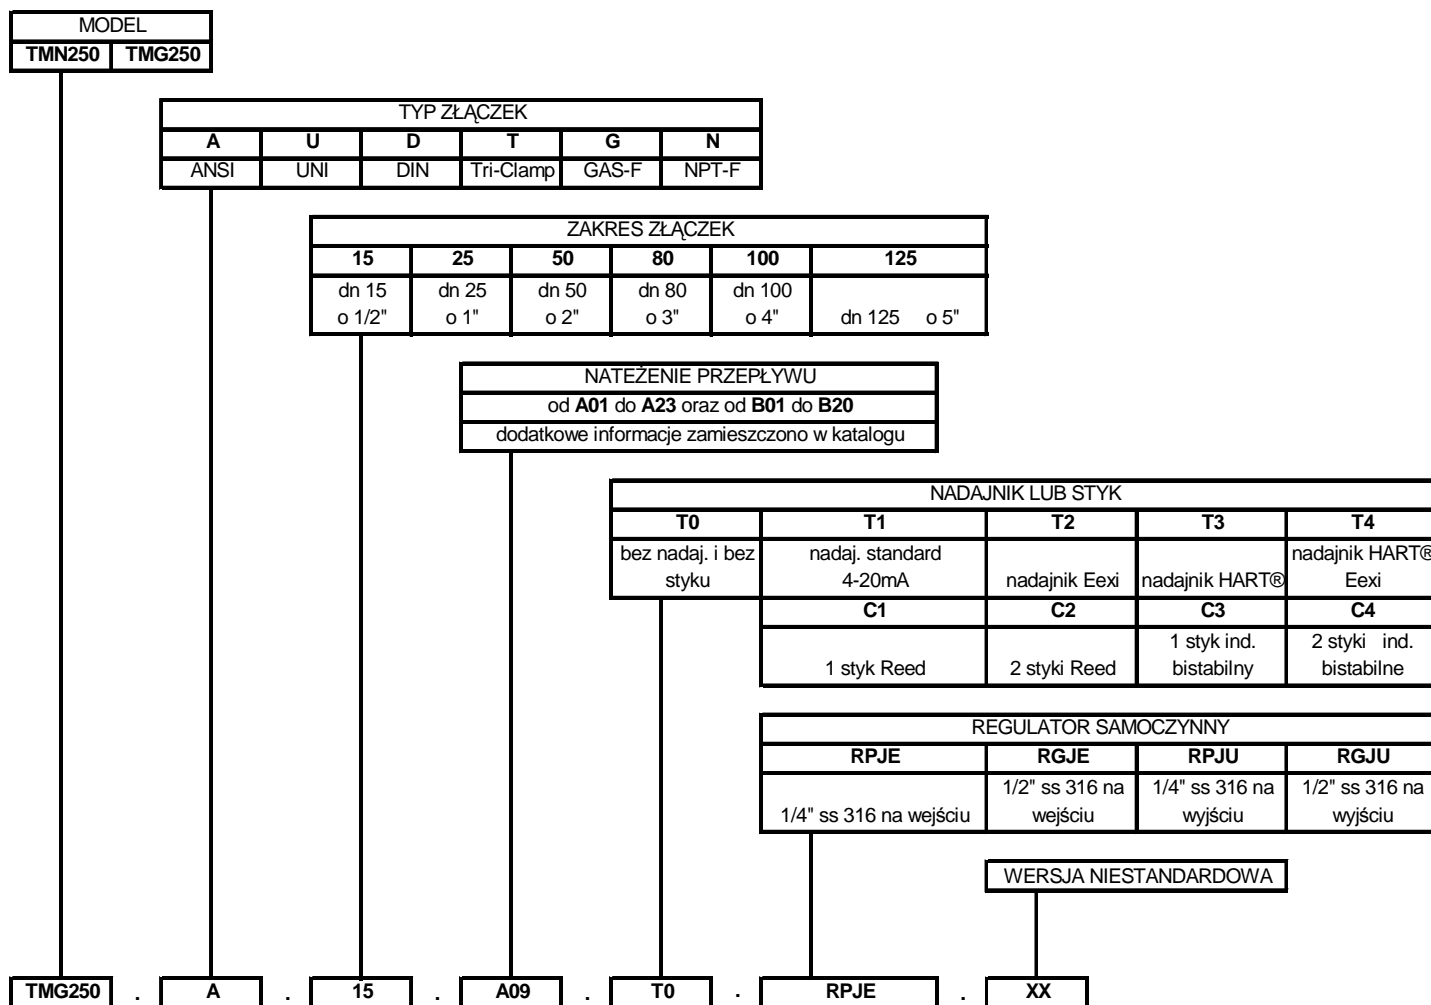 MODEL
TMN250 TMG250
TYP ZŁĄCZEK
A U D T G N
ANSI UNI DIN Tri-Clamp GAS-F NPT-F
ZAKRES ZŁĄCZEK
15 25 50 80 100 125
dn 15 dn 25 dn 50 dn 80 dn 100
o 1/2" o 1" o 2" o 3" o 4" dn 125 o 5"
NATEŻENIE PRZEPŁYWU
od A01 do A23 oraz od B01 do B20
dodatkowe informacje zamieszczono w katalogu
NADAJNIK LUB STYK
T0 T1 T2 T3 T4
bez nadaj. i bez nadaj. standard nadajnik HART®
styku 4-20mA nadajnik Eexi nadajnik HART® Eexi
C1 C2 C3 C4
1 styk ind. 2 styki ind.
1 styk Reed 2 styki Reed bistabilny bistabilne
REGULATOR SAMOCZYNNY
RPJE RGJE RPJU RGJU
1/2" ss 316 na 1/4" ss 316 na 1/2" ss 316 na
1/4" ss 316 na wejściu wejściu wyjściu wyjściu
WERSJA NIESTANDARDOWA
TMG250 . A . 15 . A09 . T0 . RPJE . XX